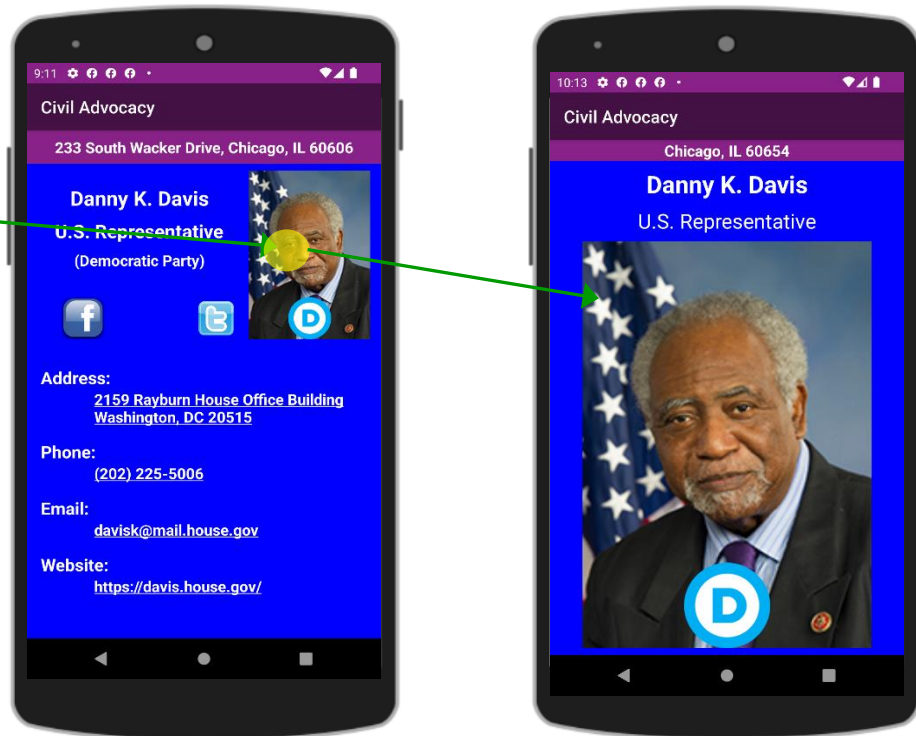 9:11
Civil Advocacy
233 South Wacker Drive, Chicago, IL 60606
Danny K. Davis
U.S. Representative
(Democratic Party)
f
t
D
Address:
2159 Rayburn House Office Building
Washington, DC 20515
Phone:
(202) 225-5006
Email:
davisk@mail.house.gov
Website:
https://davis.house.gov/
10:13
Civil Advocacy
Chicago, IL 60654
Danny K. Davis
U.S. Representative
D